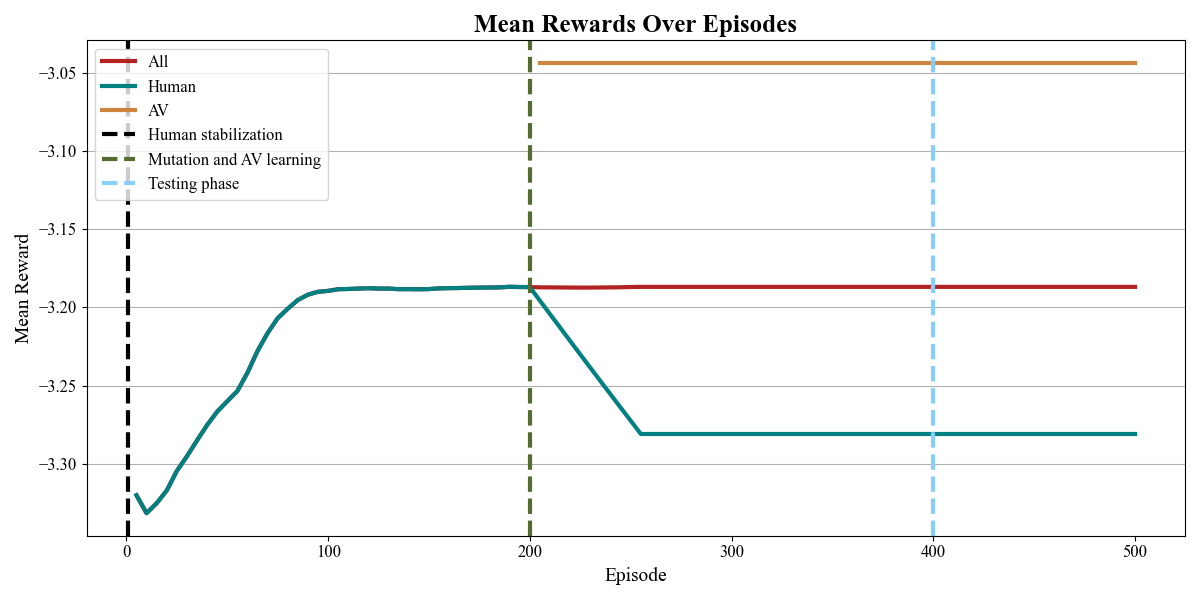 Mean Rewards Over Episodes
All
Human
AV
Human stabilization
Mutation and AV learning
Testing phase
Mean Reward
−3.05
−3.10
−3.15
−3.20
−3.25
−3.30
0 100 200 300 400 500
Episode